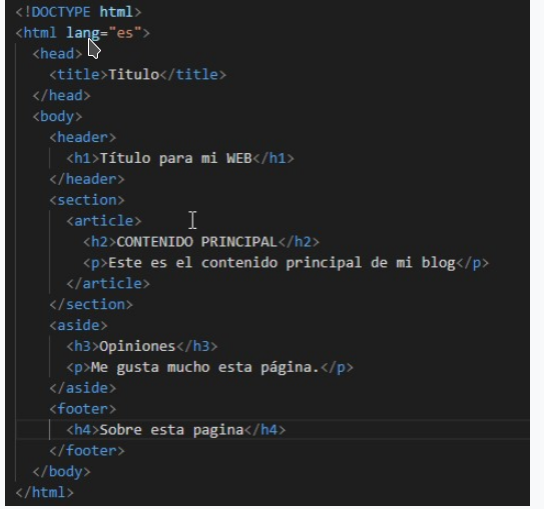 <!DOCTYPE html>
<html lang="es">
<head>
<title>Titulo</title>
</head>
<body>
<header>
<h1>Título para mi WEB</h1>
</header>
<section>
<article>
<h2>CONTENIDO PRINCIPAL</h2>
<p>Este es el contenido principal de mi blog</p>
</article>
</section>
<aside>
<h3>Opiniones</h3>
<p>Me gusta mucho esta página.</p>
</aside>
<footer>
<h4>Sobre esta pagina</h4>
</footer>
</body>
</html>